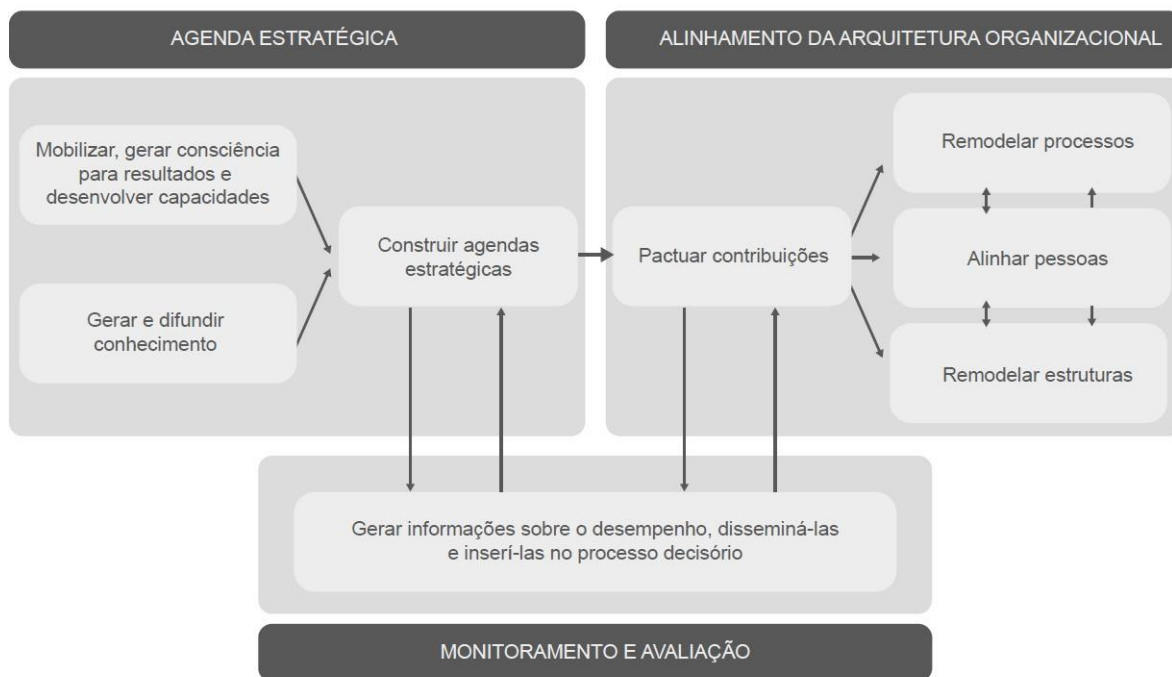 AGENDA ESTRATÉGICA
ALINHAMENTO DA ARQUITETURA ORGANIZACIONAL
Mobilizar, gerar consciência
para resultados e
desenvolver capacidades
Gerar e difundir
conhecimento
Construir agendas
estratégicas
Pactuar contribuições
Remodelar processos
Alinhar pessoas
Remodelar estruturas
Gerar informações sobre o desempenho, disseminá-las
e inserí-las no processo decisório
MONITORAMENTO E AVALIAÇÃO